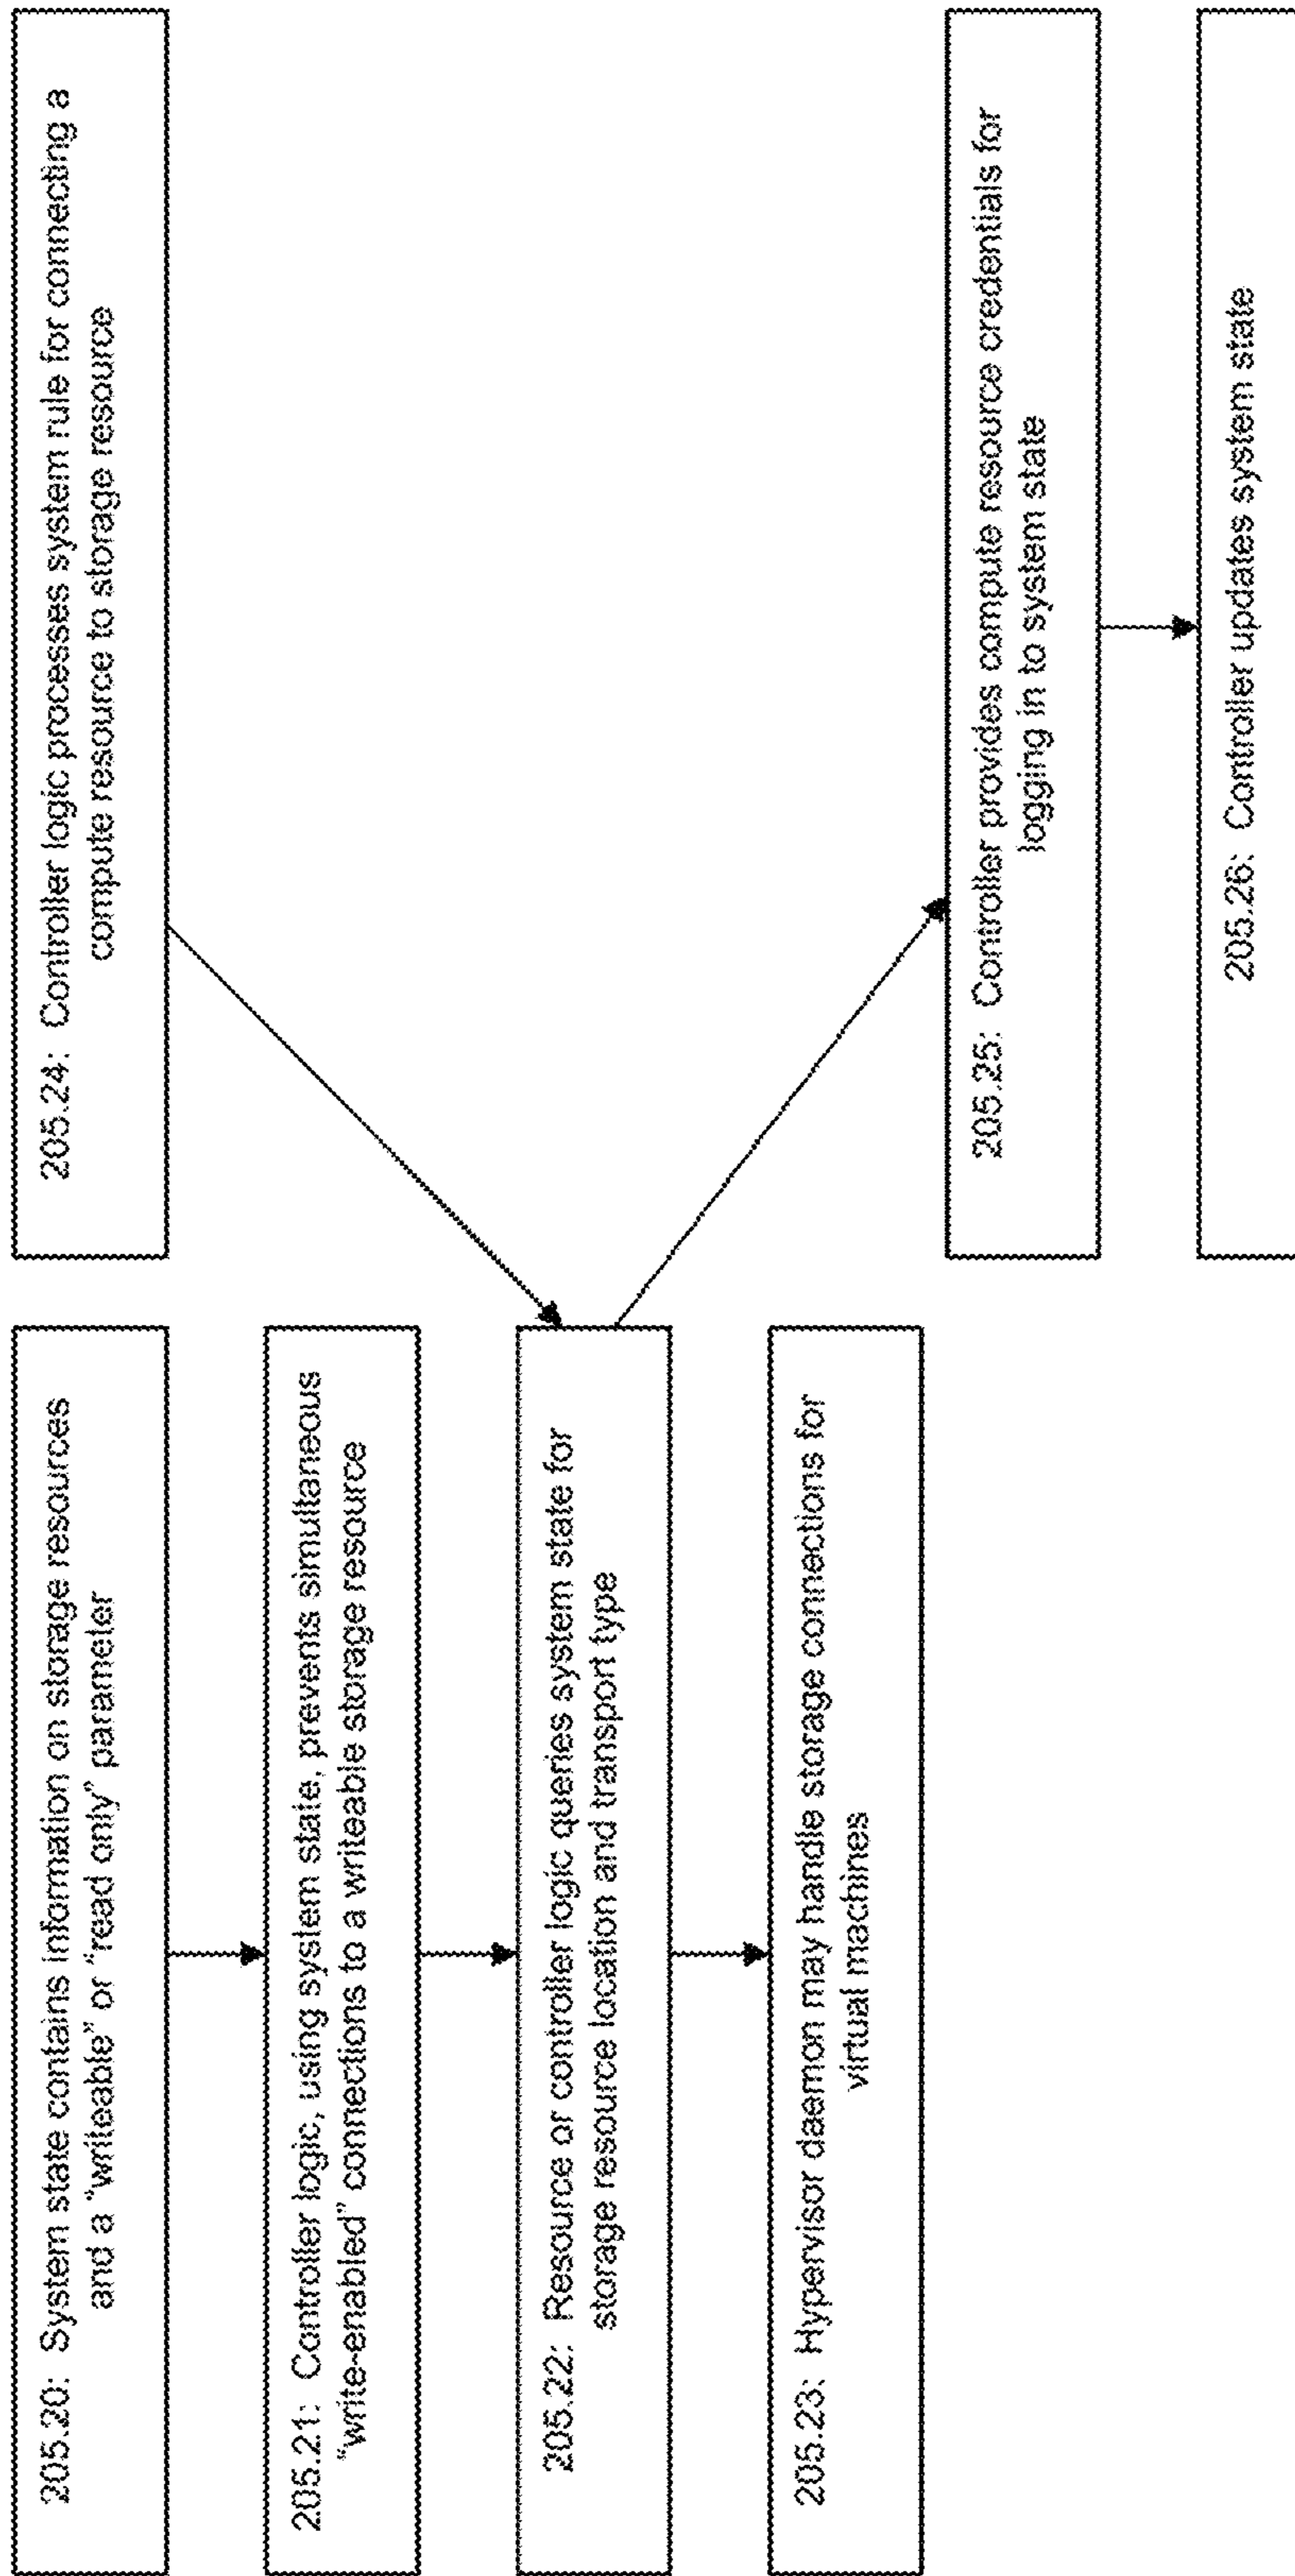 205.20: System state contains information on storage resources
and a "writeable" or "read only" parameter
205.21: Controller logic, using system state, prevents simultaneous
"write-enabled" connections to a writeable storage resource
205.22: Resource or controller logic queries system state for
storage resource location and transport type
205.23: Hypervisor daemon may handle storage connections for
virtual machines
205.24: Controller logic processes system rule for connecting a
compute resource to storage resource
205.25: Controller provides compute resource credentials for
logging in to system state
205.26: Controller updates system state